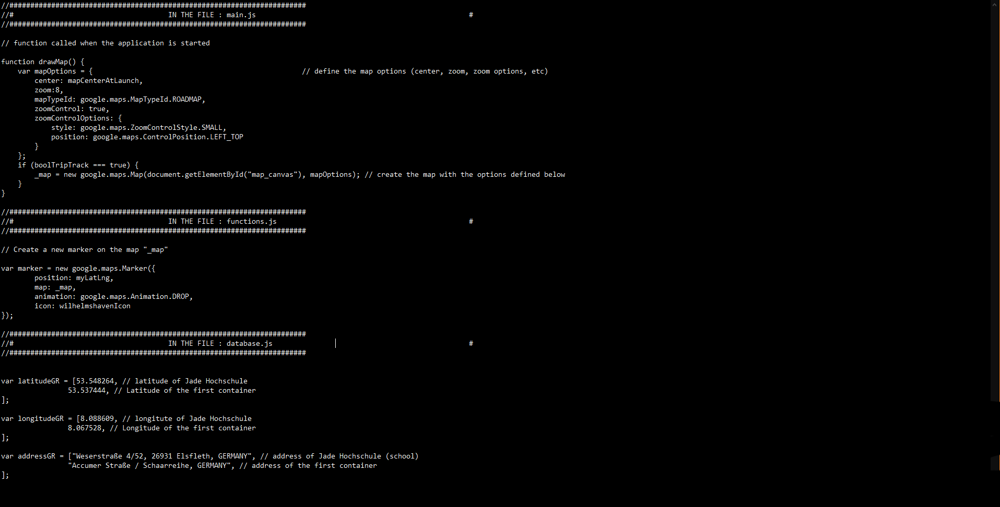 //#######################################################################
//# IN THE FILE : main.js #
//#######################################################################
// function called when the application is started
function drawMap() {
var mapOptions = { // define the map options (center, zoom, zoom options, etc)
center: mapCenterAtLaunch,
zoom:8,
mapTypeId: google.maps.MapTypeId.ROADMAP,
zoomControl: true,
zoomControlOptions: {
style: google.maps.ZoomControlStyle.SMALL,
position: google.maps.ControlPosition.LEFT_TOP
}
};
if (boolTripTrack === true) {
_map = new google.maps.Map(document.getElementById("map_canvas"), mapOptions); // create the map with the options defined below
}
}
//#######################################################################
//# IN THE FILE : functions.js #
//#######################################################################
// Create a new marker on the map "_map"
var marker = new google.maps.Marker({
position: myLatLng,
map: _map,
animation: google.maps.Animation.DROP,
icon: wilhelmshavenIcon
});
//#######################################################################
//# IN THE FILE : database.js #
//#######################################################################
var latitudeGR = [53.548264, // latitude of Jade Hochschule
53.537444, // Latitude of the first container
];
var longitudeGR = [8.088609, // longitute of Jade Hochschule
8.067528, // Longitude of the first container
];
var addressGR = ["Weserstraße 4/52, 26931 Elsfleth, GERMANY", // address of Jade Hochschule (school)
"Accumer Straße / Schaarreihe, GERMANY", // address of the first container
];